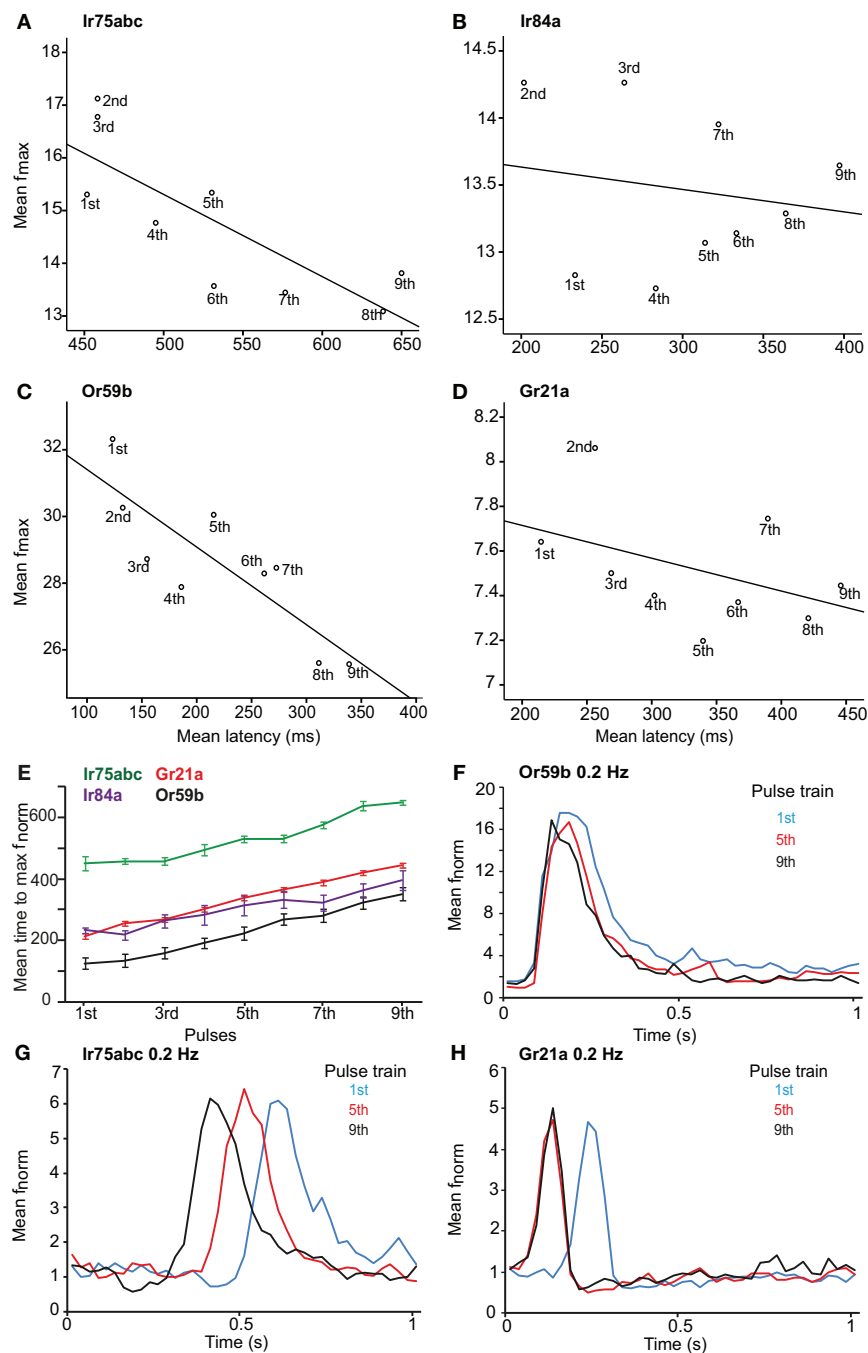 A
Ir75abc
18
17
16
15
14
13
Mean fmax
450
500
550
600
650
1st
2nd
3rd
4th
5th
6th
7th
8th
9th
B
Ir84a
14.5
14
13.5
13
12.5
200
250
300
350
400
1st
2nd
3rd
4th
5th
6th
7th
8th
9th
C
Or59b
32
30
28
26
Mean fmax
100
150
200
250
300
350
400
Mean latency (ms)
1st
2nd
3rd
4th
5th
6th
7th
8th
9th
D
Gr21a
8.2
8
7.8
7.6
7.4
7.2
7
200
250
300
350
400
450
Mean latency (ms)
1st
2nd
3rd
4th
5th
6th
7th
8th
9th
E
Ir75abc
Gr21a
Ir84a
Or59b
600
400
200
0
Mean time to max fnorm
1st
3rd
5th
7th
9th
Pulses
F
Or59b 0.2 Hz
Pulse train
1st
5th
9th
20
16
12
8
4
0
Mean fnorm
0
0.5
1
Time (s)
G
Ir75abc 0.2 Hz
Pulse train
1st
5th
9th
7
6
5
4
3
2
1
0
Mean fnorm
0
0.5
1
Time (s)
H
Gr21a 0.2 Hz
Pulse train
1st
5th
9th
6
5
4
3
2
1
0
Mean fnorm
0
0.5
1
Time (s)